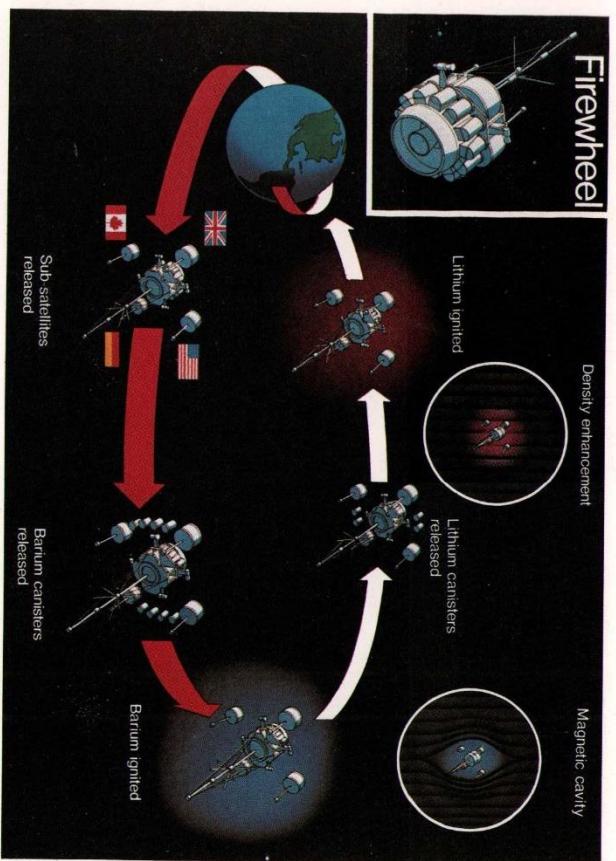 Firewheel
Density enhancement
Magnetic cavity
Lithium ignited
Lithium canisters
released
Sub-satellites
released
Barium canisters
released
Barium ignited